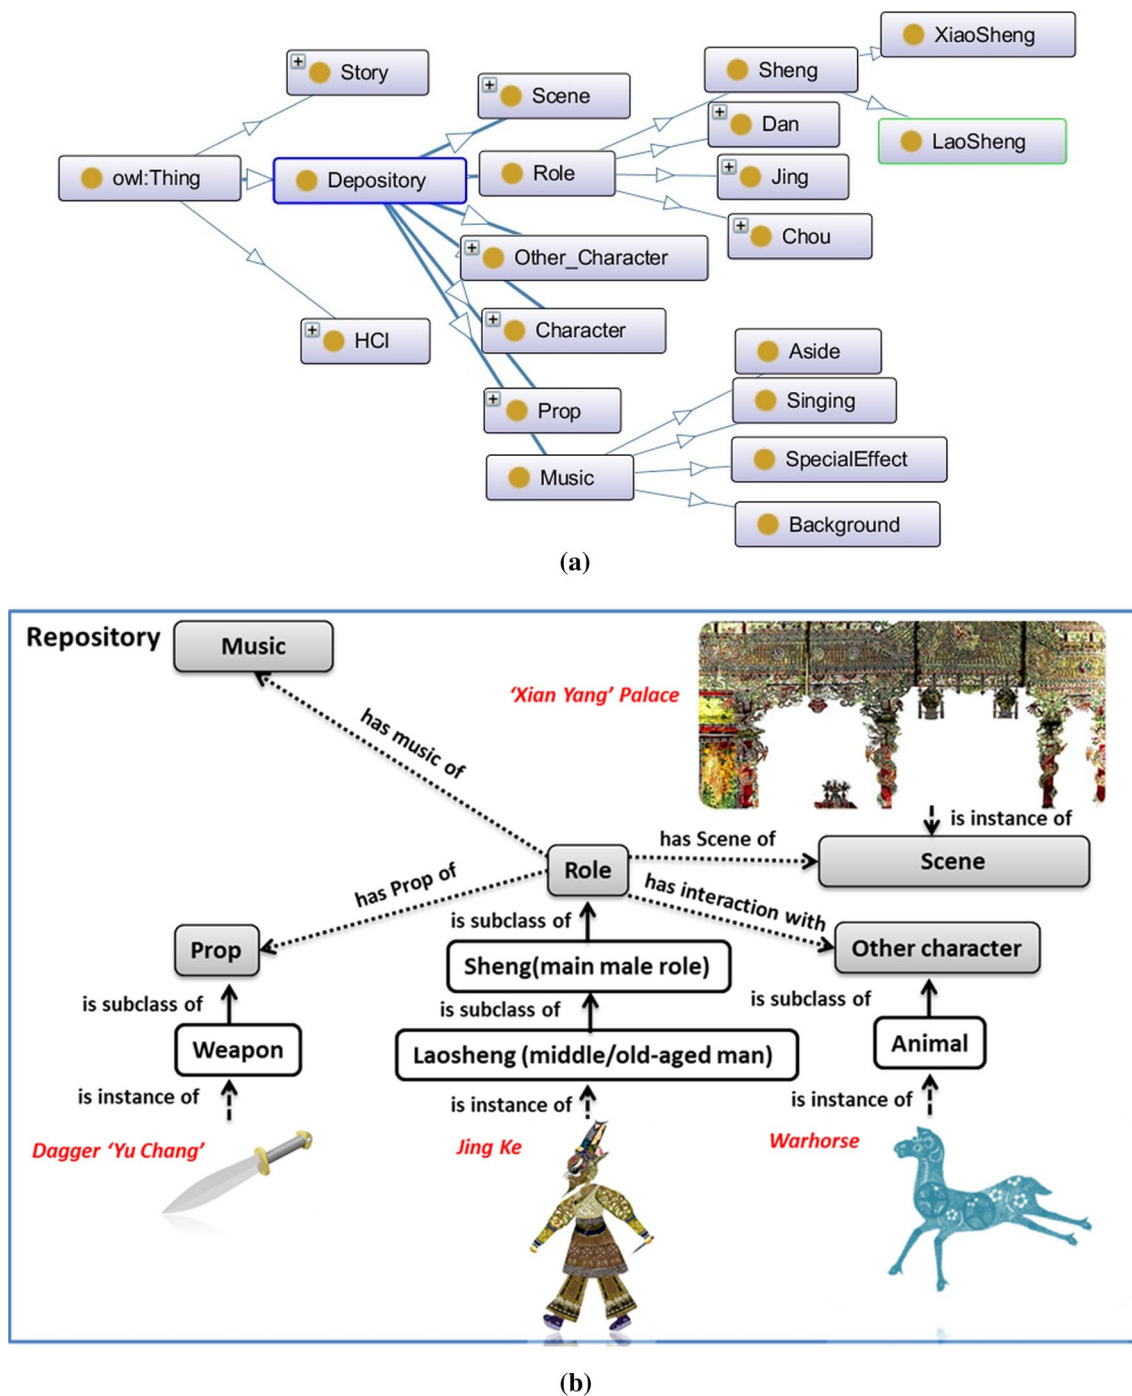 XiaoSheng
Story
Sheng
Scene
Dan
LaoSheng
owl:Thing
Depository
Role
Jing
Chou
Other_Character
HCI
Character
Aside
Prop
Singing
Music
SpecialEffect
Background
(a)
Repository
Music
'Xian Yang' Palace
has music of
is instance of
has Scene of
Role
Scene
has Prop of
has interaction with
is subclass of
Prop
Sheng(main male role)
Other character
is subclass of
is subclass of
is subclass of
Weapon
Laosheng (middle/old-aged man)
Animal
is instance of
is instance of
is instance of
Dagger 'Yu Chang'
Jing Ke
Warhorse
(b)